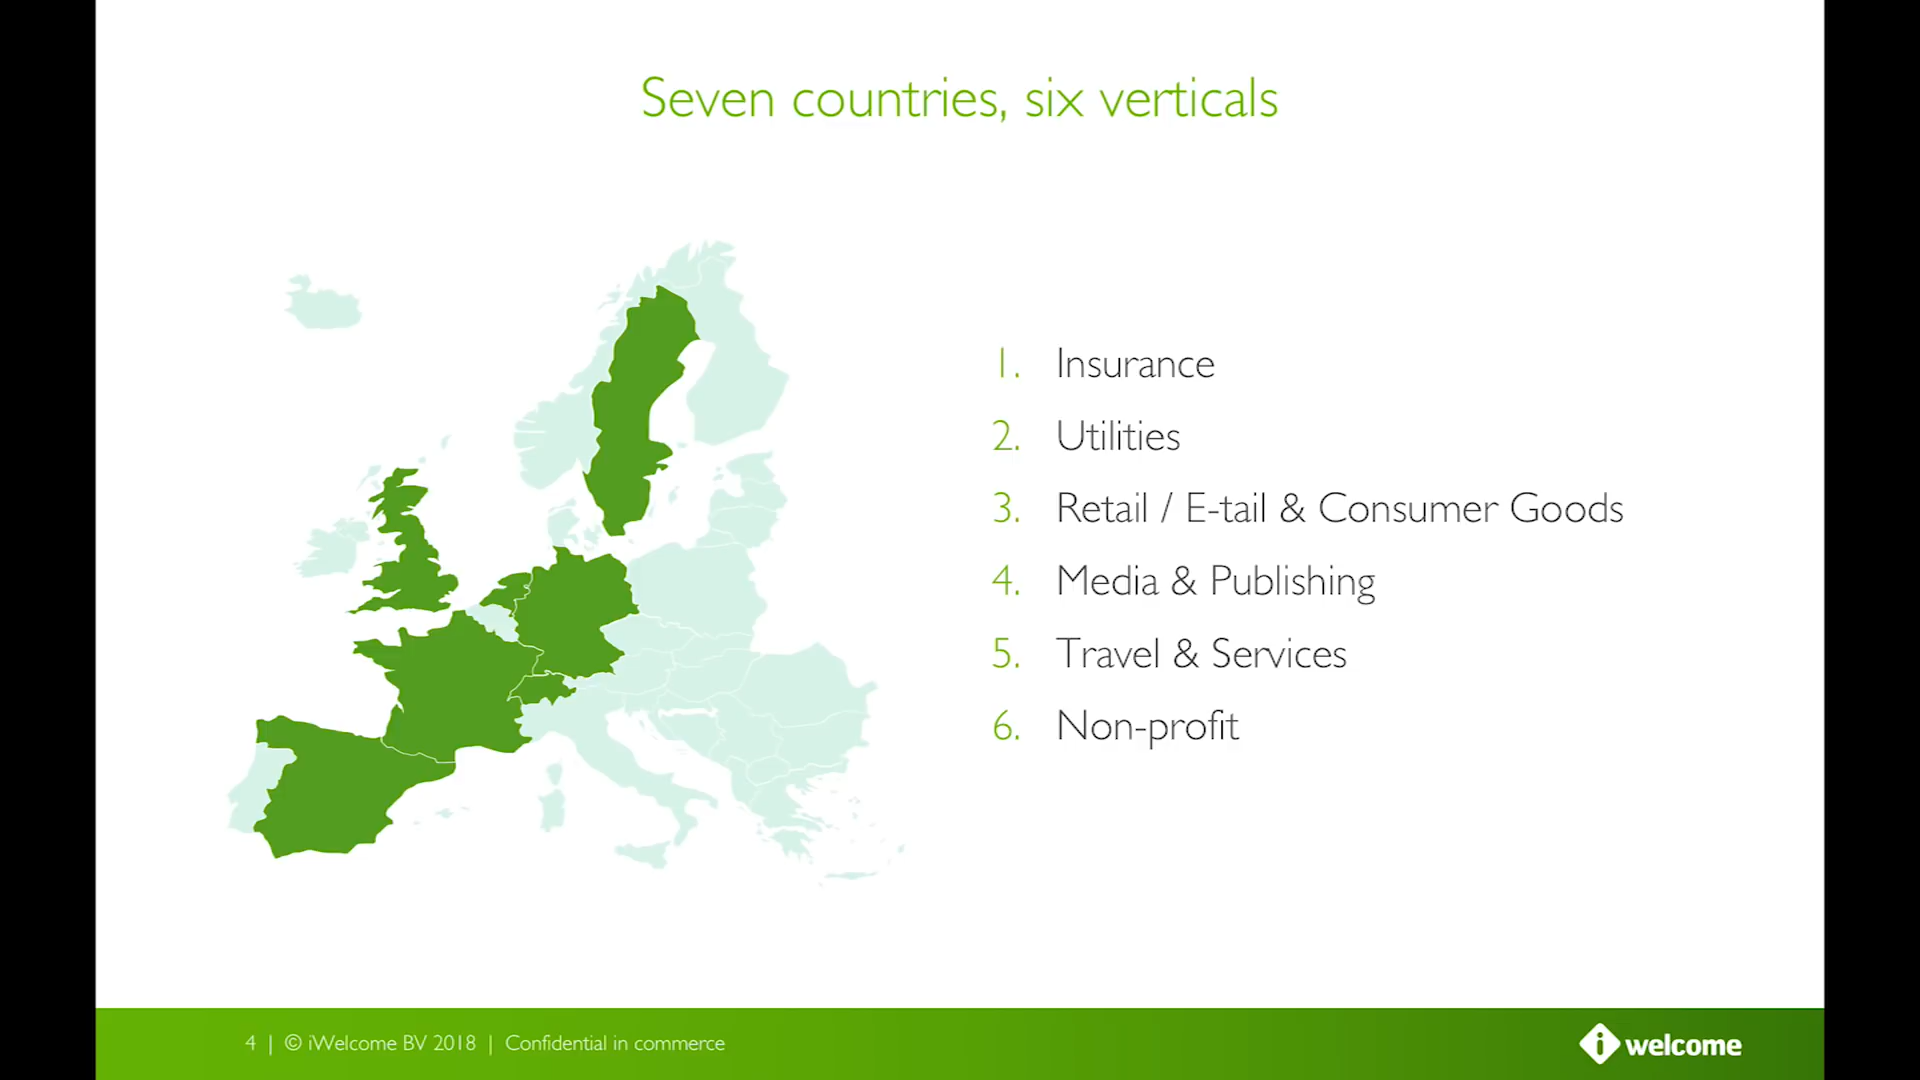 Seven countries, six verticals
1. Insurance
2. Utilities
3. Retail / E-tail & Consumer Goods
4. Media & Publishing
5. Travel & Services
6. Non-profit
4 | © iWelcome BV 2018 | Confidential in commerce
i welcome